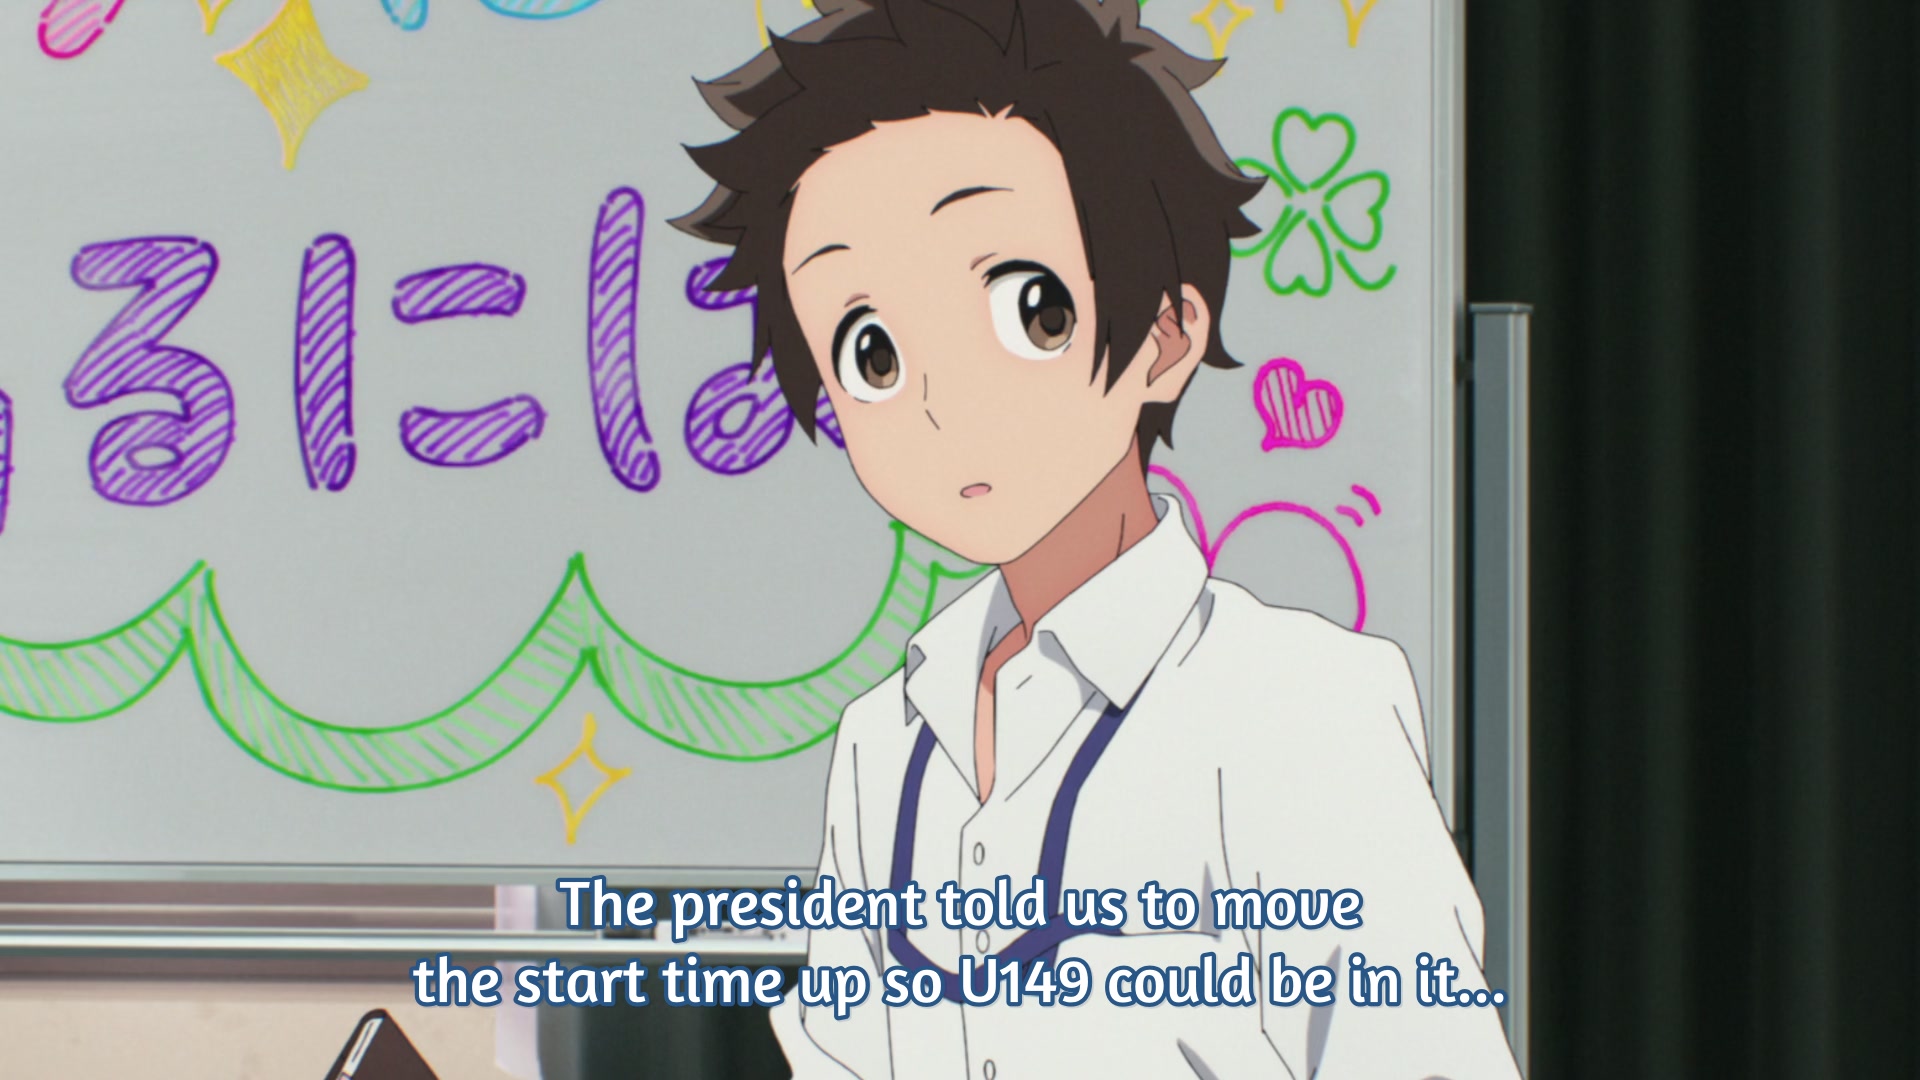 るには
The president told us to move
the start time up so U149 could be in it...